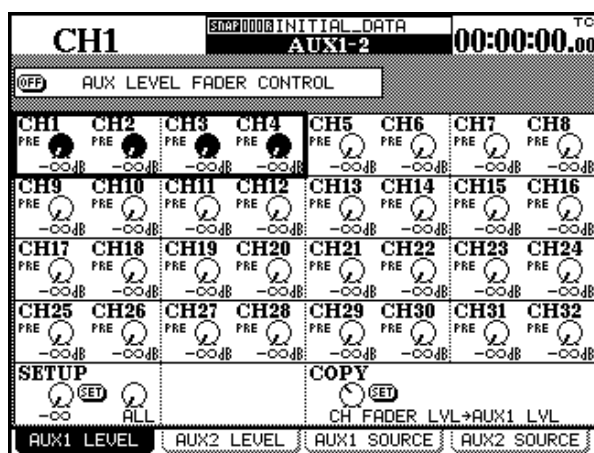 CH1 SNAP000 INITIAL_DATA TC
AUX1-2 00:00:00.00
OFF AUX LEVEL FADER CONTROL
CH1 CH2 CH3 CH4 CH5 CH6 CH7 CH8
PRE PRE PRE PRE PRE PRE PRE PRE
-∞dB -∞dB -∞dB -∞dB -∞dB -∞dB -∞dB -∞dB
CH9 CH10 CH11 CH12 CH13 CH14 CH15 CH16
PRE PRE PRE PRE PRE PRE PRE PRE
-∞dB -∞dB -∞dB -∞dB -∞dB -∞dB -∞dB -∞dB
CH17 CH18 CH19 CH20 CH21 CH22 CH23 CH24
PRE PRE PRE PRE PRE PRE PRE PRE
-∞dB -∞dB -∞dB -∞dB -∞dB -∞dB -∞dB -∞dB
CH25 CH26 CH27 CH28 CH29 CH30 CH31 CH32
PRE PRE PRE PRE PRE PRE PRE PRE
-∞dB -∞dB -∞dB -∞dB -∞dB -∞dB -∞dB -∞dB
SETUP COPY
SET SET
-∞ ALL CH FADER LVL→AUX1 LVL
AUX1 LEVEL AUX2 LEVEL AUX1 SOURCE AUX2 SOURCE